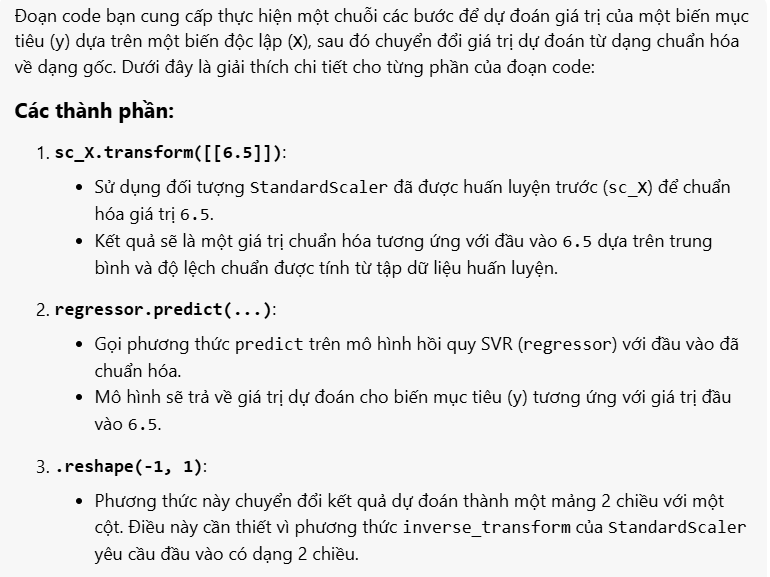 Đoạn code bạn cung cấp thực hiện một chuỗi các bước để dự đoán giá trị của một biến mục
tiêu (y) dựa trên một biến độc lập (X), sau đó chuyển đổi giá trị dự đoán từ dạng chuẩn hóa
về dạng gốc. Dưới đây là giải thích chi tiết cho từng phần của đoạn code:
Các thành phần:
1. sc_X.transform([[6.5]]):
• Sử dụng đối tượng StandardScaler đã được huấn luyện trước (sc_X) để chuẩn
hóa giá trị 6.5.
• Kết quả sẽ là một giá trị chuẩn hóa tương ứng với đầu vào 6.5 dựa trên trung
bình và độ lệch chuẩn được tính từ tập dữ liệu huấn luyện.
2. regressor.predict(...):
• Gọi phương thức predict trên mô hình hồi quy SVR (regressor) với đầu vào đã
chuẩn hóa.
• Mô hình sẽ trả về giá trị dự đoán cho biến mục tiêu (y) tương ứng với giá trị đầu
vào 6.5.
3. .reshape(-1, 1):
• Phương thức này chuyển đổi kết quả dự đoán thành một mảng 2 chiều với một
cột. Điều này cần thiết vì phương thức inverse_transform của StandardScaler
yêu cầu đầu vào có dạng 2 chiều.